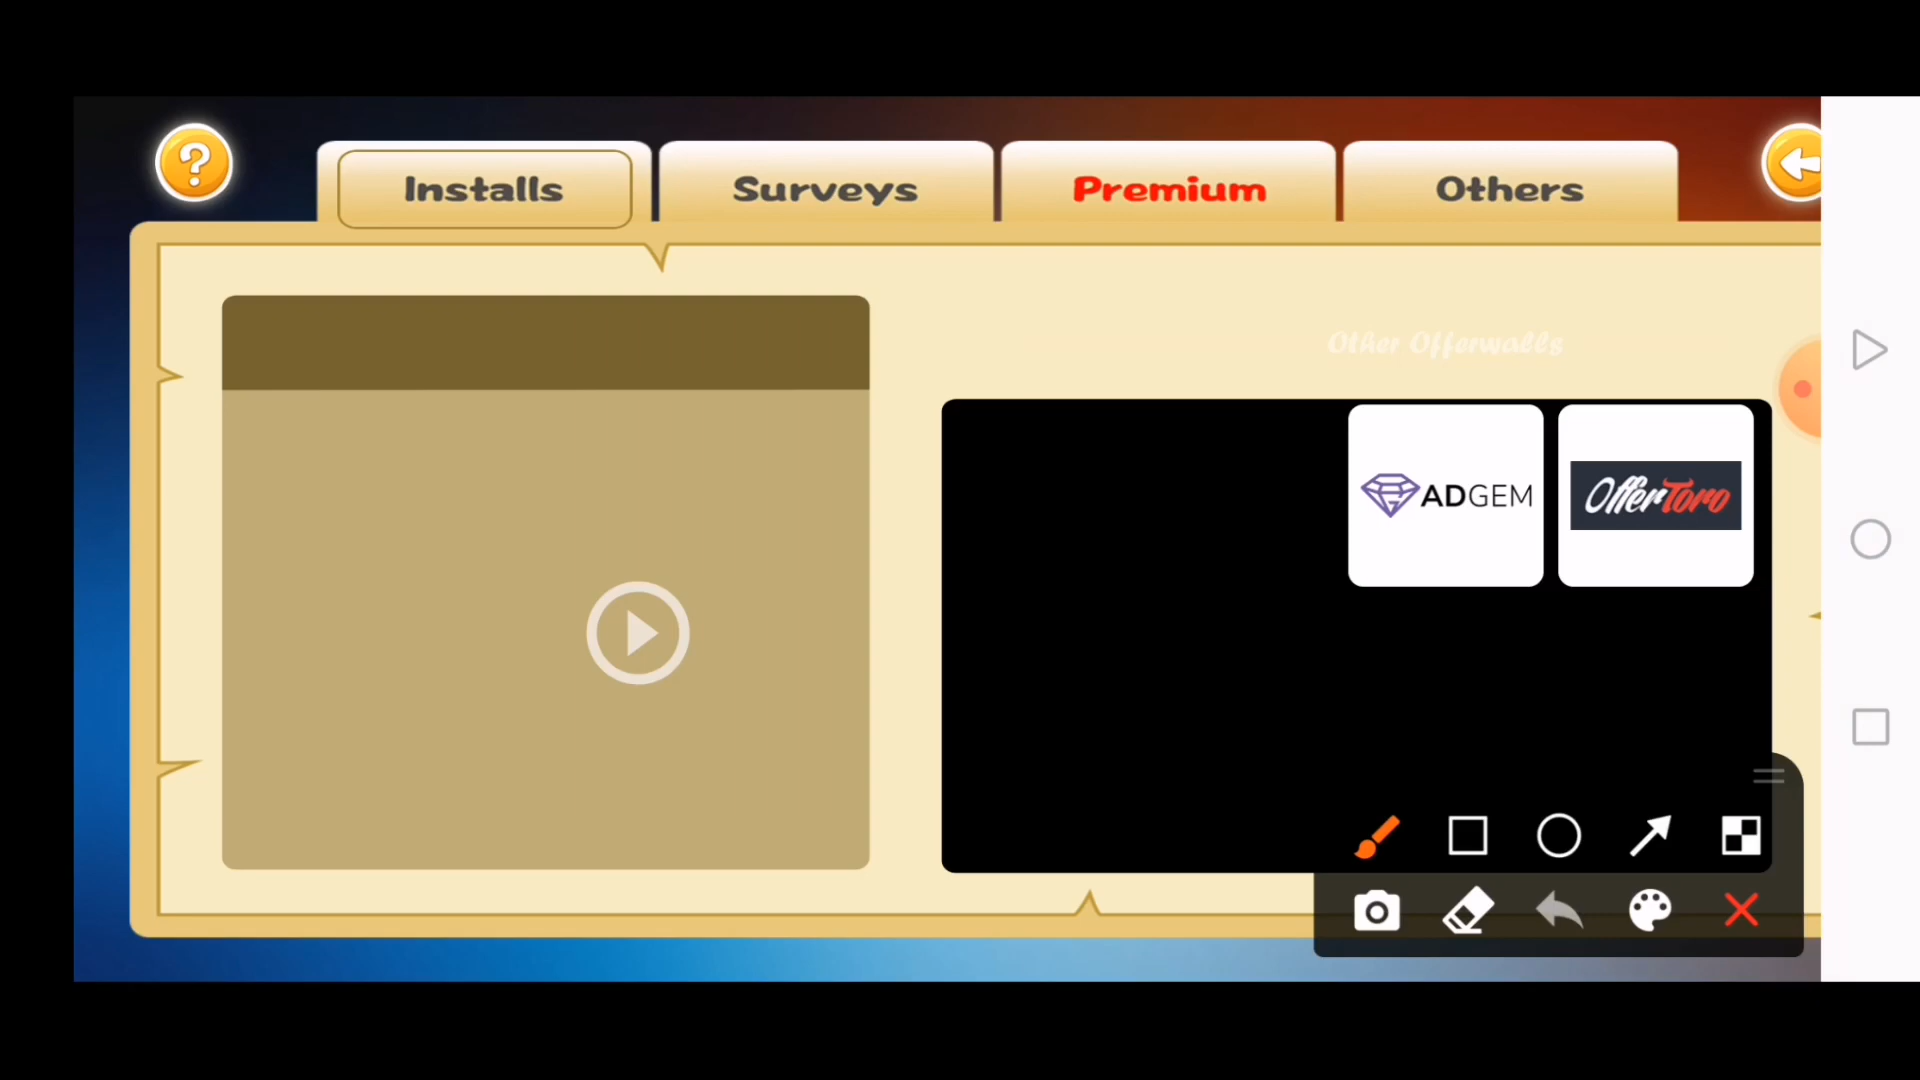 ?
Installs
Surveys
Premium
Others
Other Offerwalls
ADGEM
OfferToro